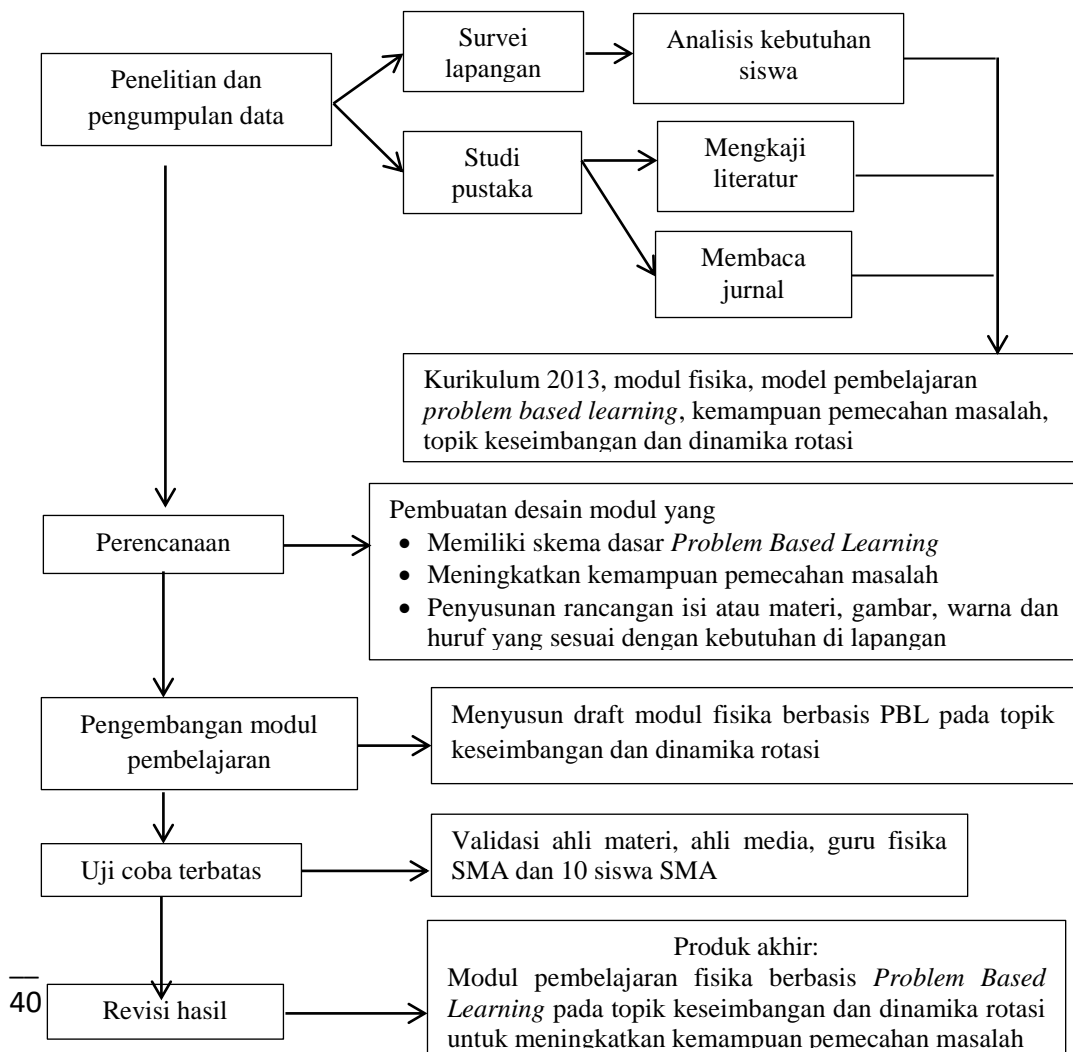 Survei
lapangan
Analisis kebutuhan
siswa
Penelitian dan
pengumpulan data
Studi
pustaka
Mengkaji
literatur
Membaca
jurnal
Kurikulum 2013, modul fisika, model pembelajaran
problem based learning, kemampuan pemecahan masalah,
topik keseimbangan dan dinamika rotasi
Perencanaan
Pembuatan desain modul yang
• Memiliki skema dasar Problem Based Learning
• Meningkatkan kemampuan pemecahan masalah
• Penyusunan rancangan isi atau materi, gambar, warna dan
huruf yang sesuai dengan kebutuhan di lapangan
Pengembangan modul
pembelajaran
Menyusun draft modul fisika berbasis PBL pada topik
keseimbangan dan dinamika rotasi
Uji coba terbatas
Validasi ahli materi, ahli media, guru fisika
SMA dan 10 siswa SMA
Revisi hasil
Produk akhir:
Modul pembelajaran fisika berbasis Problem Based
Learning pada topik keseimbangan dan dinamika rotasi
untuk meningkatkan kemampuan pemecahan masalah
40